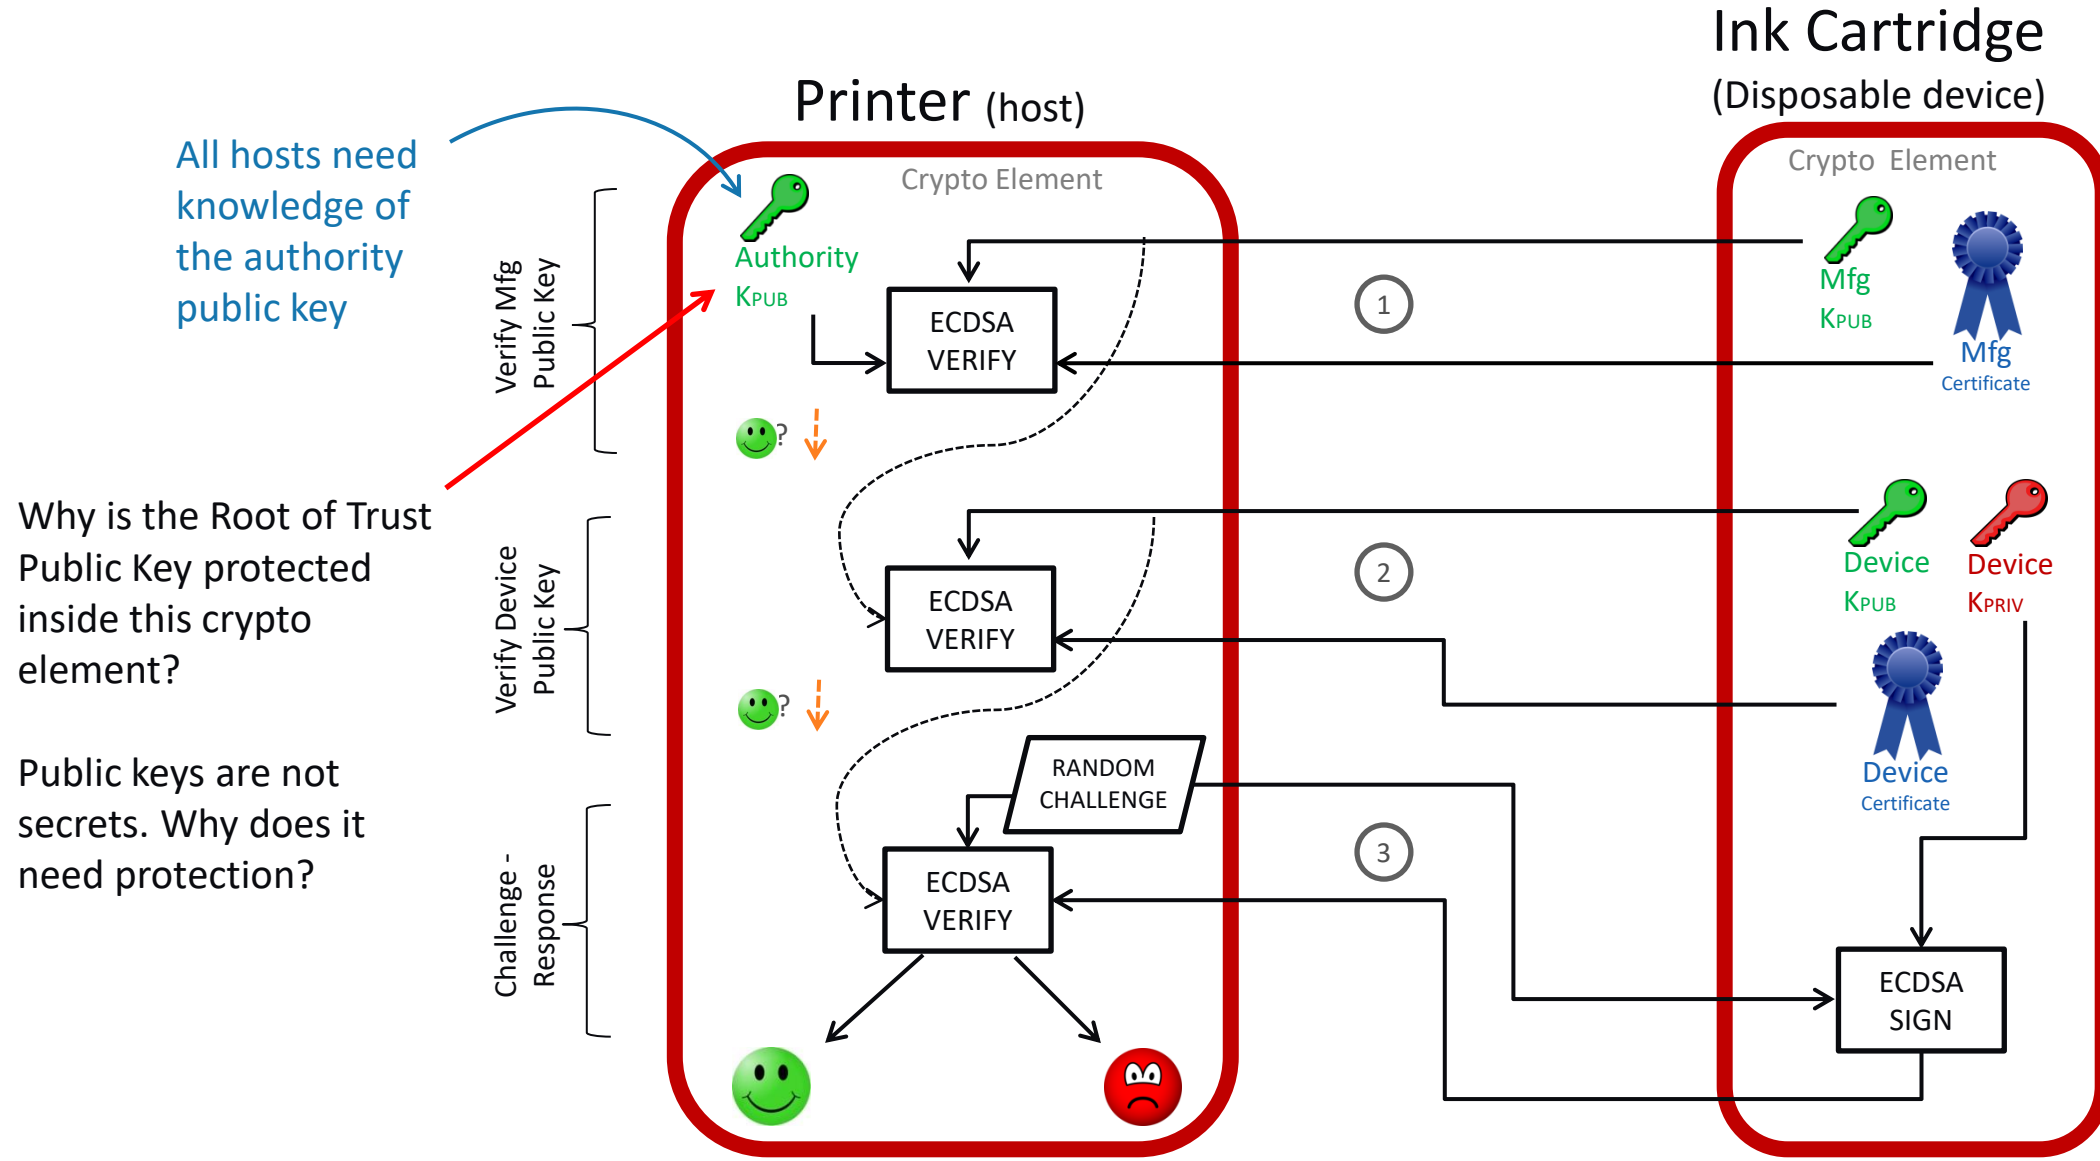 Ink Cartridge
(Disposable device)
Printer (host)
All hosts need
knowledge of
the authority
public key
Why is the Root of Trust
Public Key protected
inside this crypto
element?
Public keys are not
secrets. Why does it
need protection?
Verify Mfg
Public Key
Verify Device
Public Key
Challenge -
Response
Crypto Element
Authority
KPUB
ECDSA
VERIFY
?
ECDSA
VERIFY
?
RANDOM
CHALLENGE
ECDSA
VERIFY
1
2
3
Crypto Element
Mfg
KPUB
Mfg
Certificate
Device
KPUB
Device
KPRIV
Device
Certificate
ECDSA
SIGN